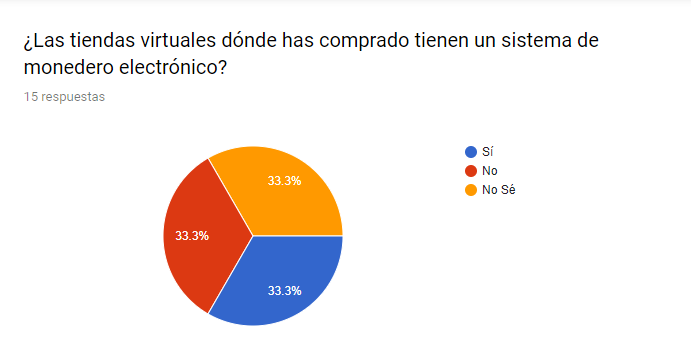 ¿Las tiendas virtuales dónde has comprado tienen un sistema de
monedero electrónico?
15 respuestas
Sí
No
No Sé
33.3%
33.3%
33.3%